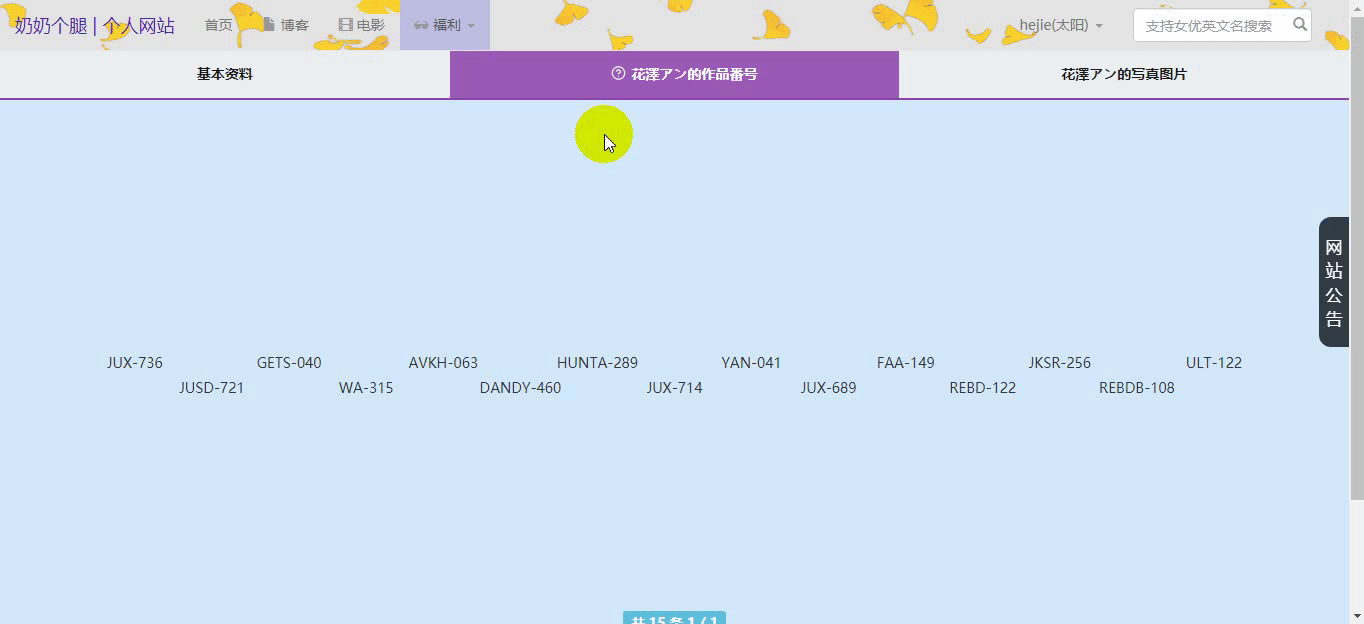 奶奶个腿 | 个人网站 首页 博客 电影 福利 hejie(太阳) 支持女优英文名搜索
基本资料 花澤アン的作品番号 花澤アン的写真图片
网站公告
JUX-736 GETS-040 AVKH-063 HUNTA-289 YAN-041 FAA-149 JKSR-256 ULT-122
JUSD-721 WA-315 DANDY-460 JUX-714 JUX-689 REBD-122 REBDB-108
共 15 条 1 / 1